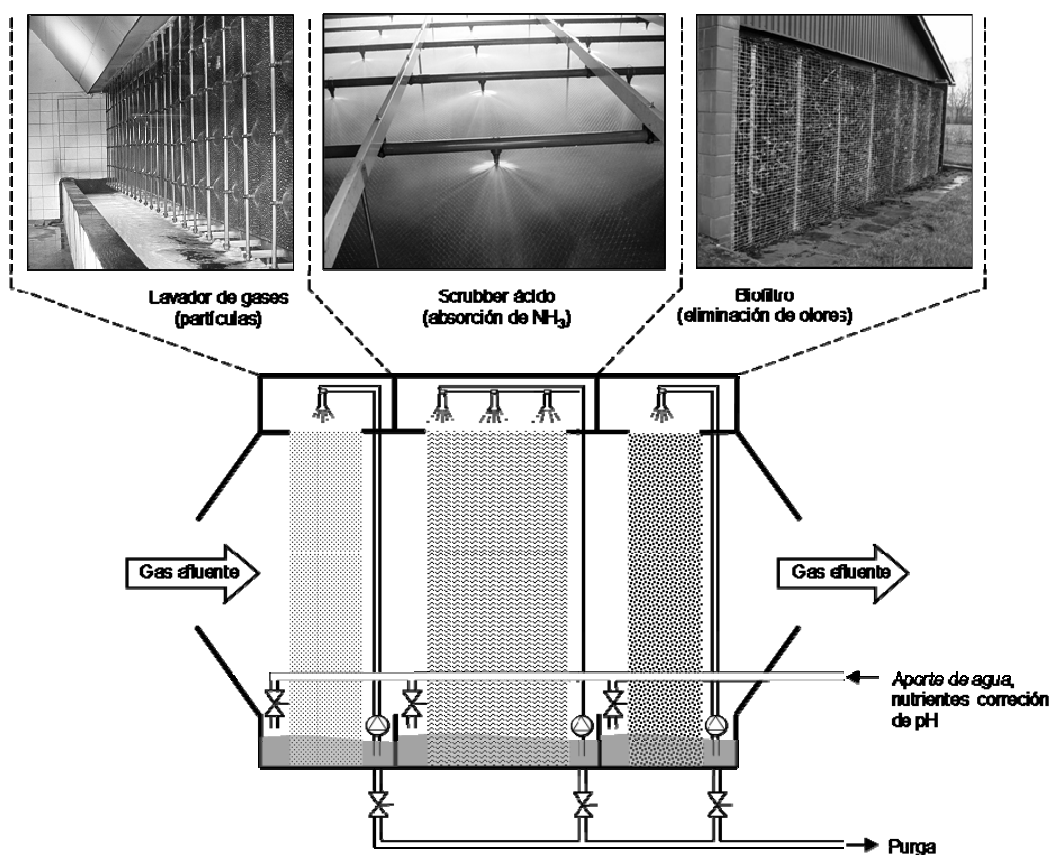 Lavador de gases
(partículas)
Scrubber ácido
(absorción de NH3)
Biofiltro
(eliminación de olores)
Gas afluente
Gas efluente
Aporte de agua,
nutrientes correción
de pH
Purga